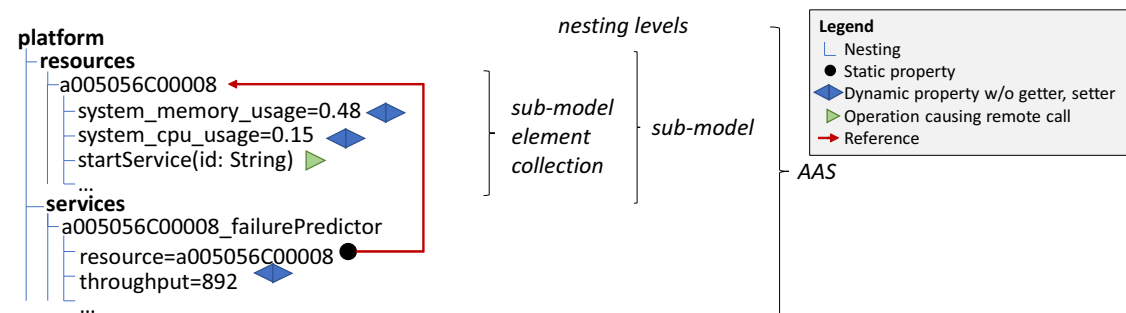 platform
resources
a005056C00008
system_memory_usage=0.48
system_cpu_usage=0.15
startService(id: String)
...
services
a005056C00008_failurePredictor
resource=a005056C00008
throughput=892
...
nesting levels
sub-model
element
collection
sub-model
AAS
Legend
Nesting
Static property
Dynamic property w/o getter, setter
Operation causing remote call
Reference